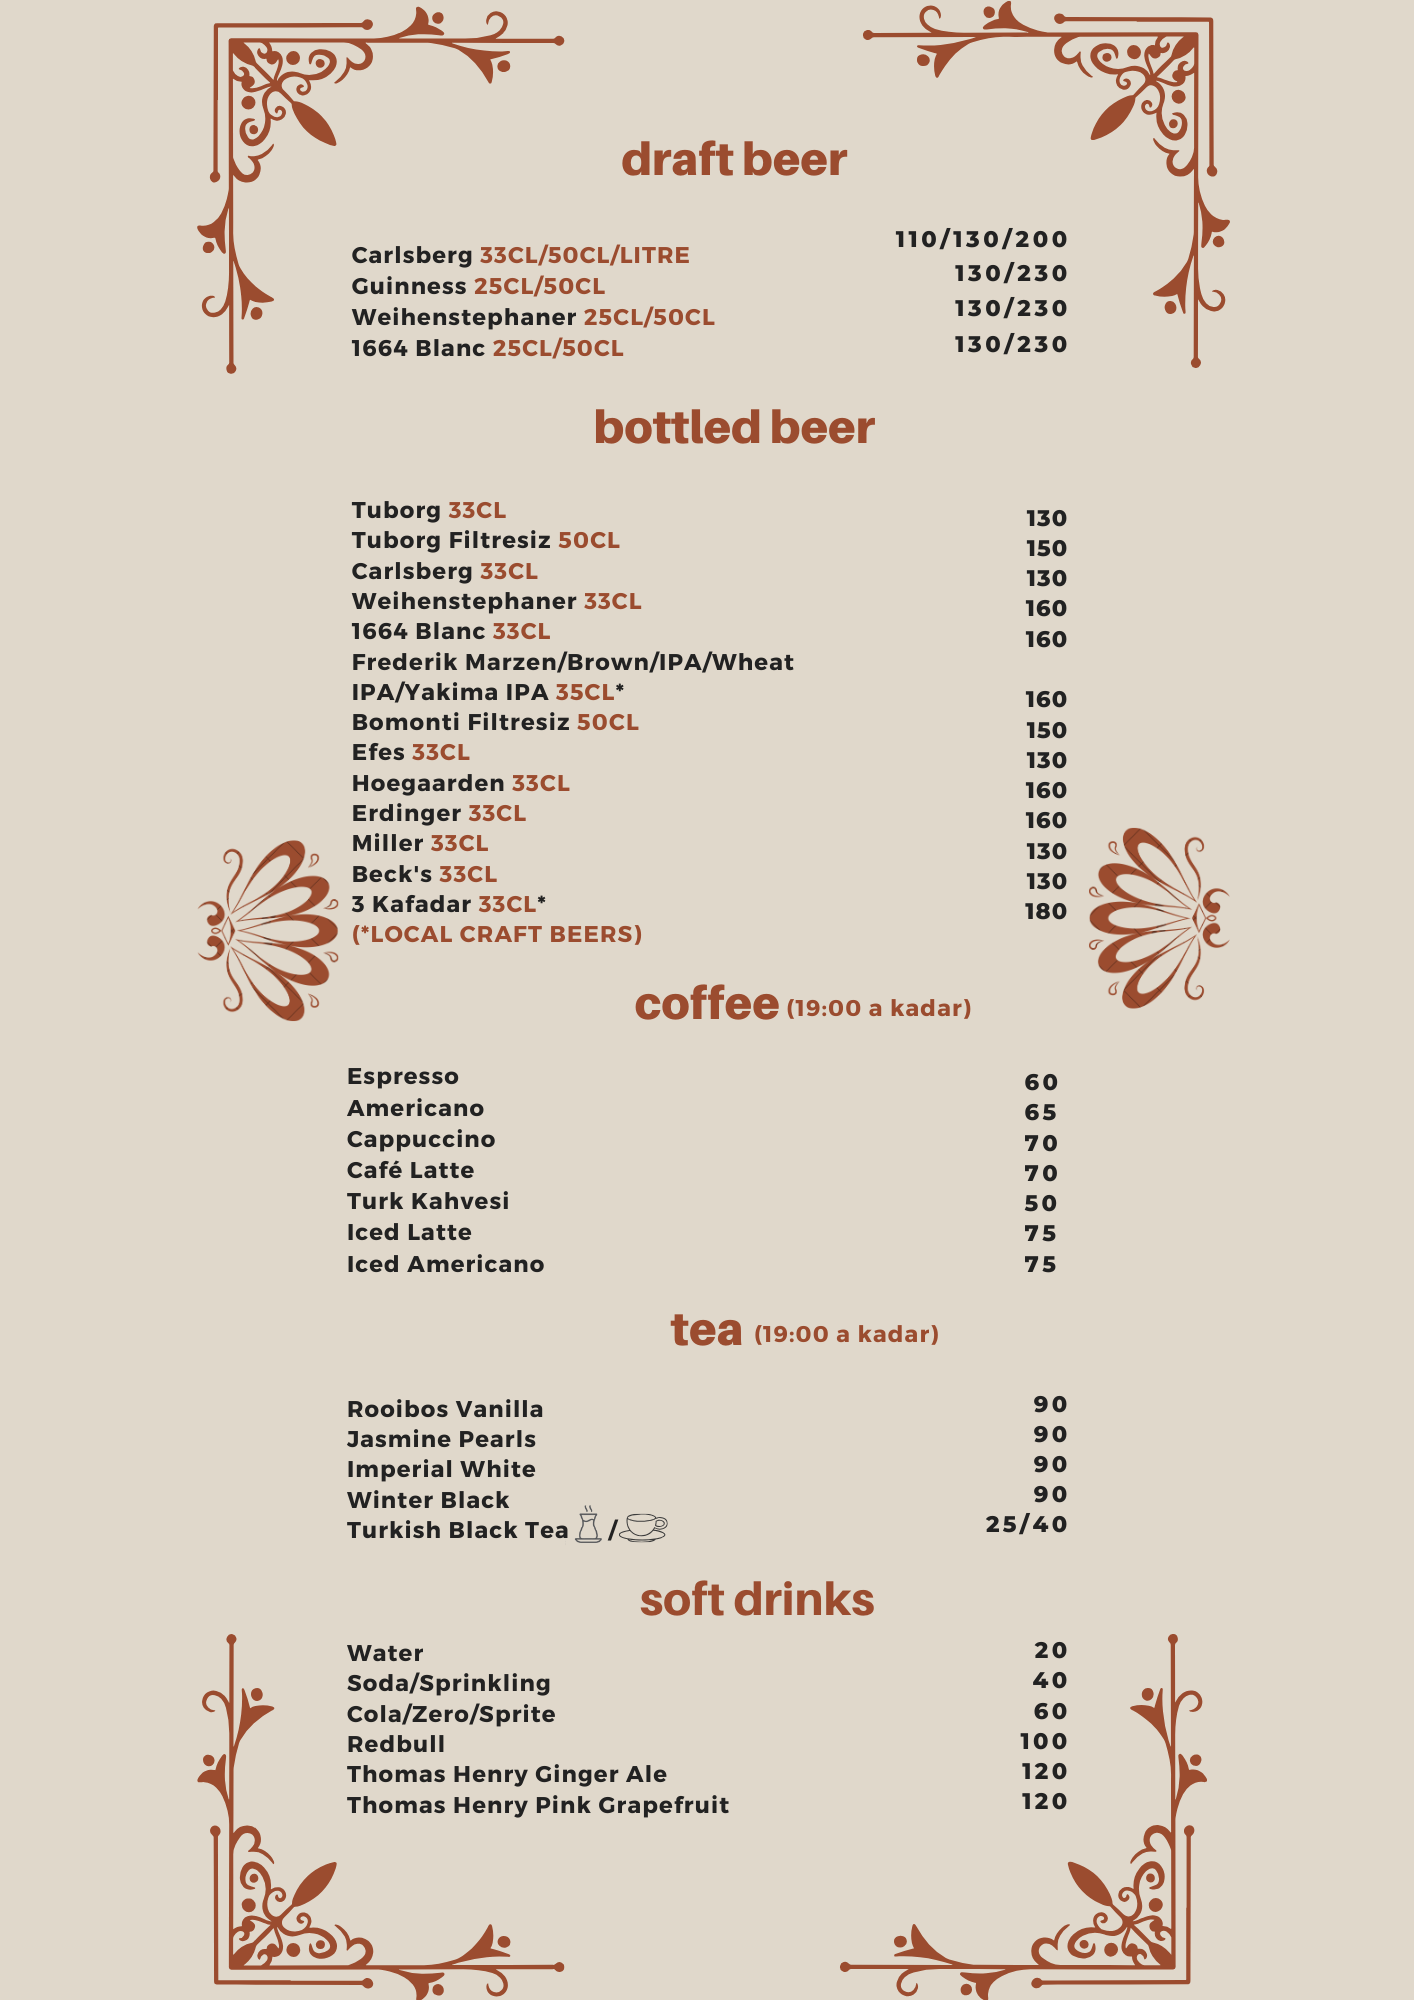 draft beer
Carlsberg 33CL/50CL/LITRE 110/130/200
Guinness 25CL/50CL 130/230
Weihenstephaner 25CL/50CL 130/230
1664 Blanc 25CL/50CL 130/230
bottled beer
Tuborg 33CL 130
Tuborg Filtresiz 50CL 150
Carlsberg 33CL 130
Weihenstephaner 33CL 160
1664 Blanc 33CL 160
Frederik Marzen/Brown/IPA/Wheat
IPA/Yakima IPA 35CL* 160
Bomonti Filtresiz 50CL 150
Efes 33CL 130
Hoegaarden 33CL 160
Erdinger 33CL 160
Miller 33CL 130
Beck's 33CL 130
3 Kafadar 33CL* 180
(*LOCAL CRAFT BEERS)
coffee (19:00 a kadar)
Espresso 60
Americano 65
Cappuccino 70
Café Latte 70
Turk Kahvesi 50
Iced Latte 75
Iced Americano 75
tea (19:00 a kadar)
Rooibos Vanilla 90
Jasmine Pearls 90
Imperial White 90
Winter Black 90
Turkish Black Tea / 25/40
soft drinks
Water 20
Soda/Sprinkling 40
Cola/Zero/Sprite 60
Redbull 100
Thomas Henry Ginger Ale 120
Thomas Henry Pink Grapefruit 120